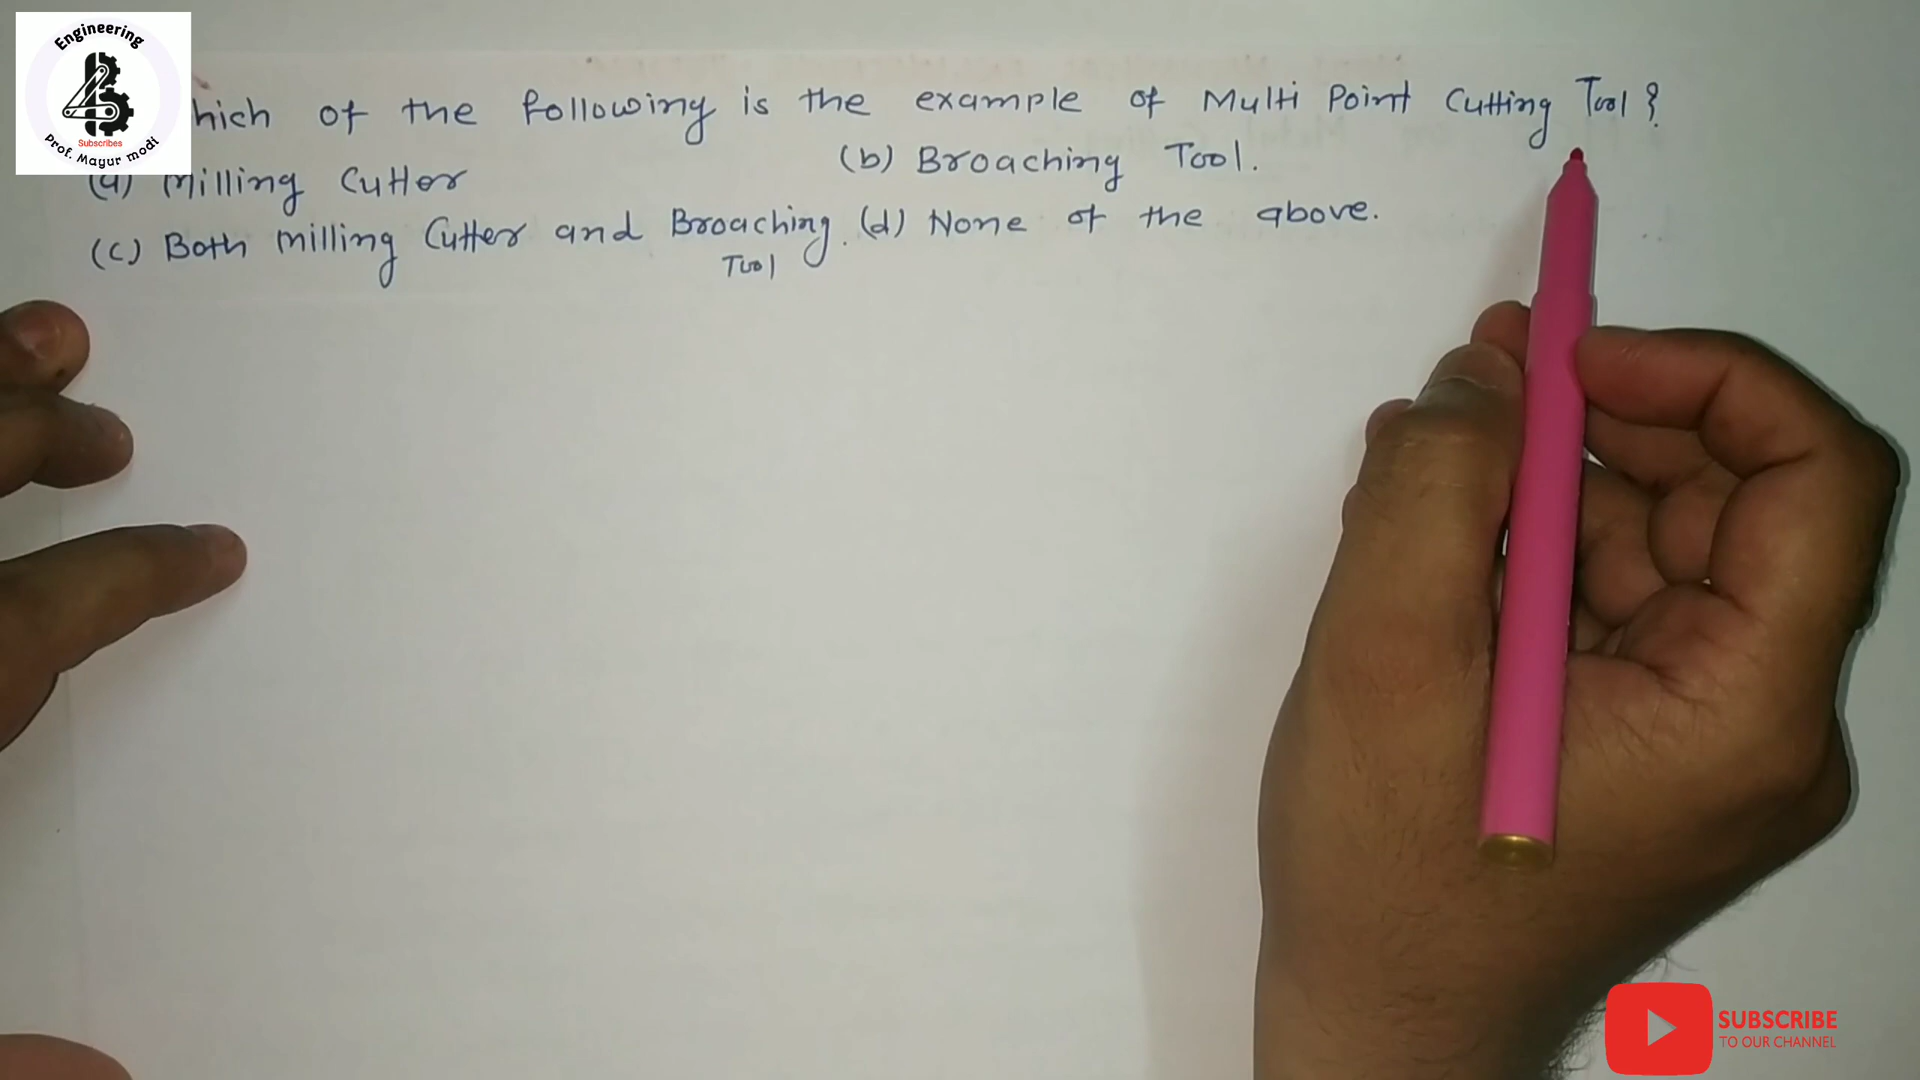 Engineering
Subscribes
Prof. Mayur modi
hich of the following is the example of Multi Point Cutting Tool?
(a) Milling Cutter (b) Broaching Tool.
(c) Both Milling Cutter and Broaching Tool. (d) None of the above.
SUBSCRIBE
TO OUR CHANNEL